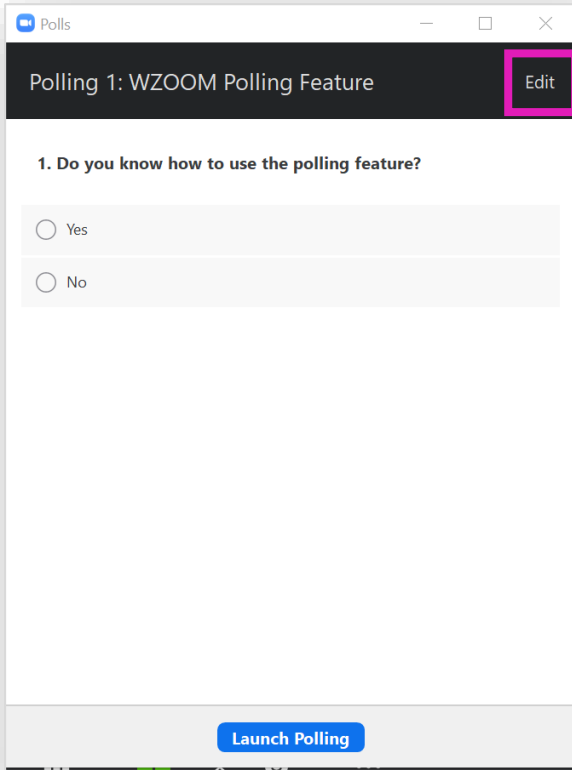 Polls
Polling 1: WZOOM Polling Feature
Edit
1. Do you know how to use the polling feature?
Yes
No
Launch Polling